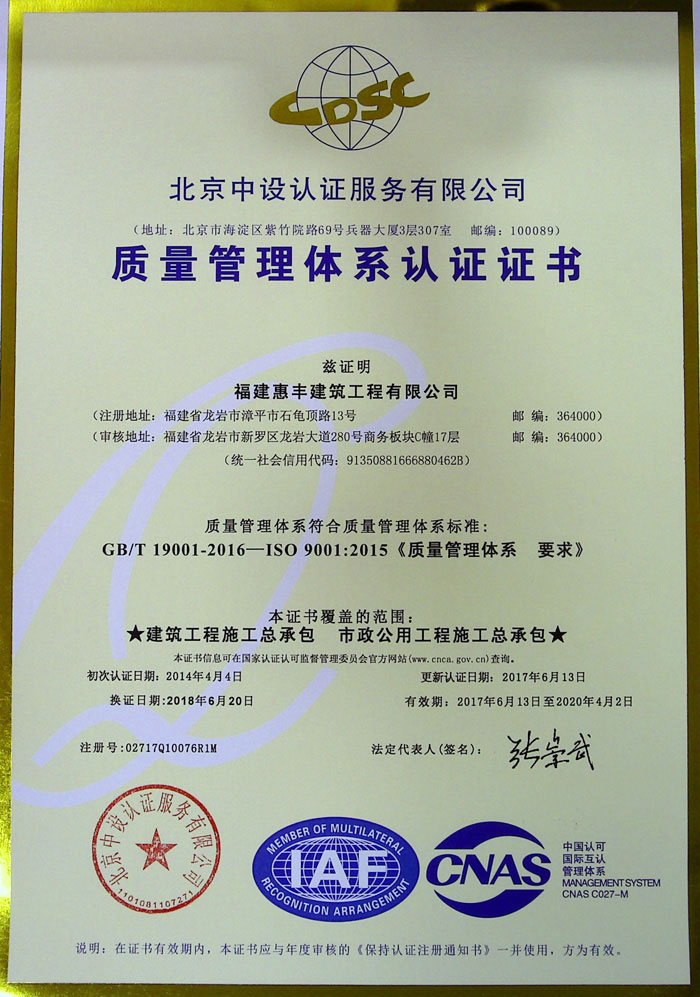 CDSC
北京中设认证服务有限公司
（地址：北京市海淀区紫竹院路69号兵器大厦3层307室 邮编：100089）
质量管理体系认证证书
兹证明
福建惠丰建筑工程有限公司
（注册地址：福建省龙岩市漳平市石龟顶路13号 邮 编：364000）
（审核地址：福建省龙岩市新罗区龙岩大道280号商务板块C幢17层 邮 编：364000）
（统一社会信用代码：91350881666880462B）
质量管理体系符合质量管理体系标准：
GB/T 19001-2016—ISO 9001:2015《质量管理体系 要求》
本证书覆盖的范围：
★建筑工程施工总承包 市政公用工程施工总承包★
本证书信息可在国家认证认可监督管理委员会官方网站(www.cnca.gov.cn)查询。
初次认证日期：2014年4月4日 更新认证日期：2017年6月13日
换证日期:2018年6月20日 有效期：2017年6月13日至2020年4月2日
注册号:02717Q10076R1M 法定代表人(签名)： 张崇武
北京中设认证服务有限公司
1101081107271
MEMBER OF MULTILATERAL
IAF
RECOGNITION ARRANGEMENT
CNAS
中国认可
国际互认
管理体系
MANAGEMENT SYSTEM
CNAS C027-M
说明：在证书有效期内，本证书应与年度审核的《保持认证注册通知书》一并使用，方为有效。